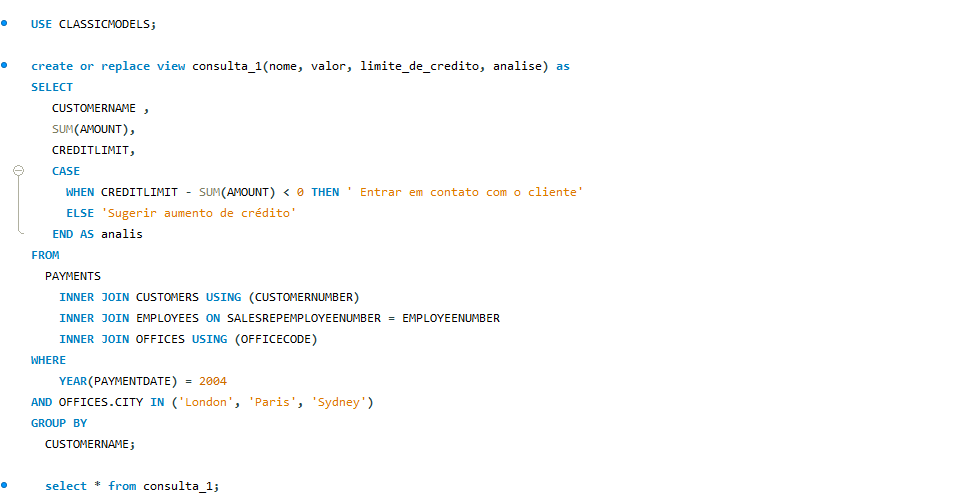 USE CLASSICMODELS;
create or replace view consulta_1(nome, valor, limite_de_credito, analise) as
SELECT
CUSTOMERNAME ,
SUM(AMOUNT),
CREDITLIMIT,
CASE
WHEN CREDITLIMIT - SUM(AMOUNT) < 0 THEN ' Entrar em contato com o cliente'
ELSE 'Sugerir aumento de crédito'
END AS analis
FROM
PAYMENTS
INNER JOIN CUSTOMERS USING (CUSTOMERNUMBER)
INNER JOIN EMPLOYEES ON SALESREPEMPLOYEENUMBER = EMPLOYEENUMBER
INNER JOIN OFFICES USING (OFFICECODE)
WHERE
YEAR(PAYMENTDATE) = 2004
AND OFFICES.CITY IN ('London', 'Paris', 'Sydney')
GROUP BY
CUSTOMERNAME;
select * from consulta_1;